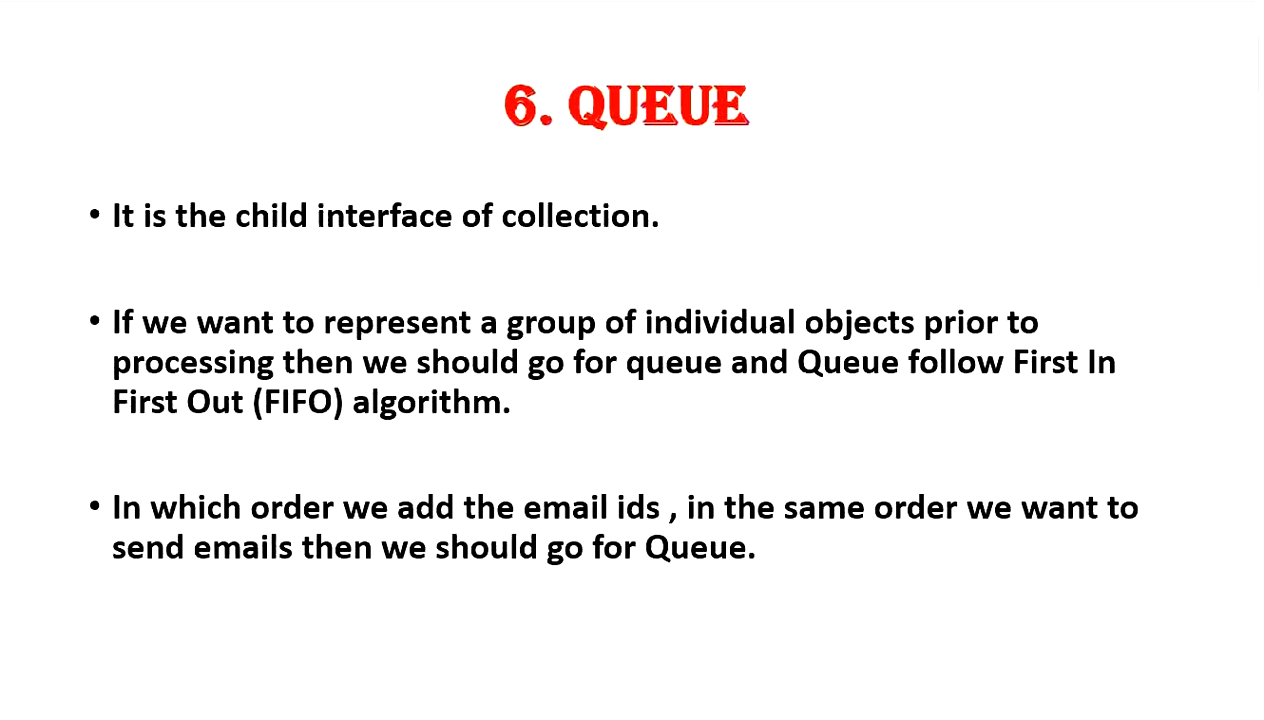 6. QUEUE
• It is the child interface of collection.
• If we want to represent a group of individual objects prior to
processing then we should go for queue and Queue follow First In
First Out (FIFO) algorithm.
• In which order we add the email ids , in the same order we want to
send emails then we should go for Queue.